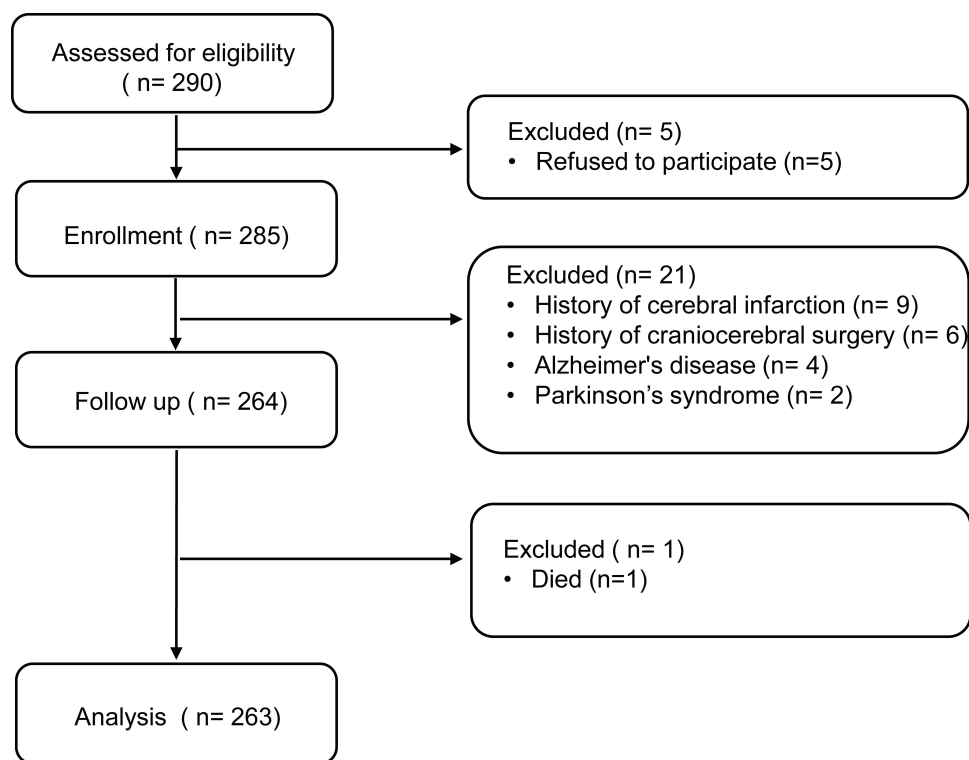 Assessed for eligibility
( n= 290)
Excluded (n= 5)
• Refused to participate (n=5)
Enrollment ( n= 285)
Excluded (n= 21)
• History of cerebral infarction (n= 9)
• History of craniocerebral surgery (n= 6)
• Alzheimer's disease (n= 4)
• Parkinson’s syndrome (n= 2)
Follow up ( n= 264)
Excluded ( n= 1)
• Died (n=1)
Analysis ( n= 263)